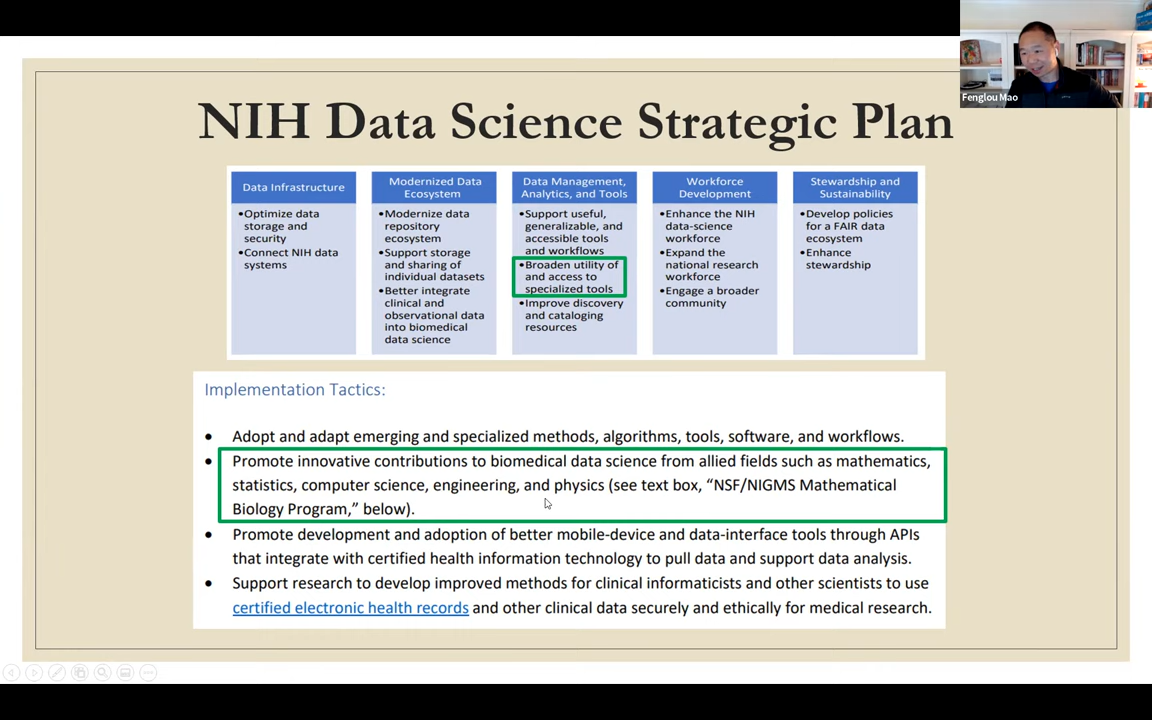 Fenglou Mao
NIH Data Science Strategic Plan
Data Infrastructure
•Optimize data
storage and
security
•Connect NIH data
systems
Modernized Data
Ecosystem
•Modernize data
repository
ecosystem
•Support storage
and sharing of
individual datasets
•Better integrate
clinical and
observational data
into biomedical
data science
Data Management,
Analytics, and Tools
•Support useful,
generalizable, and
accessible tools
and workflows
•Broaden utility of
and access to
specialized tools
•Improve discovery
and cataloging
resources
Workforce
Development
•Enhance the NIH
data-science
workforce
•Expand the
national research
workforce
•Engage a broader
community
Stewardship and
Sustainability
•Develop policies
for a FAIR data
ecosystem
•Enhance
stewardship
Implementation Tactics:
• Adopt and adapt emerging and specialized methods, algorithms, tools, software, and workflows.
• Promote innovative contributions to biomedical data science from allied fields such as mathematics,
statistics, computer science, engineering, and physics (see text box, “NSF/NIGMS Mathematical
Biology Program,” below).
• Promote development and adoption of better mobile-device and data-interface tools through APIs
that integrate with certified health information technology to pull data and support data analysis.
• Support research to develop improved methods for clinical informaticists and other scientists to use
certified electronic health records and other clinical data securely and ethically for medical research.